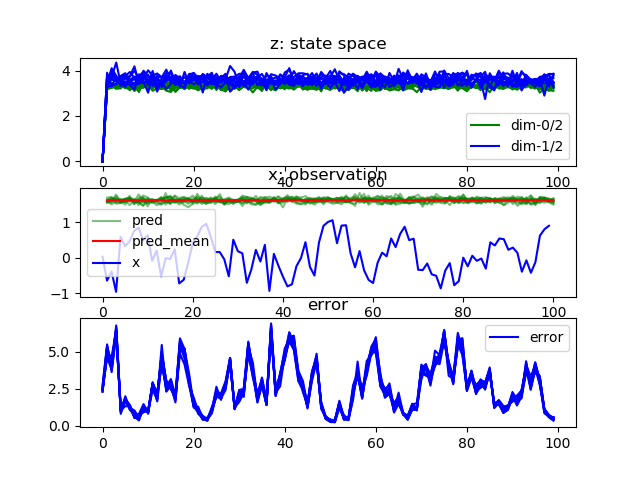 z: state space
4
2
0
dim-0/2
dim-1/2
0 20 40 60 80 100
x: observation
1
0
−1
pred
pred_mean
x
0 20 40 60 80 100
error
5.0
2.5
0.0
error
0 20 40 60 80 100